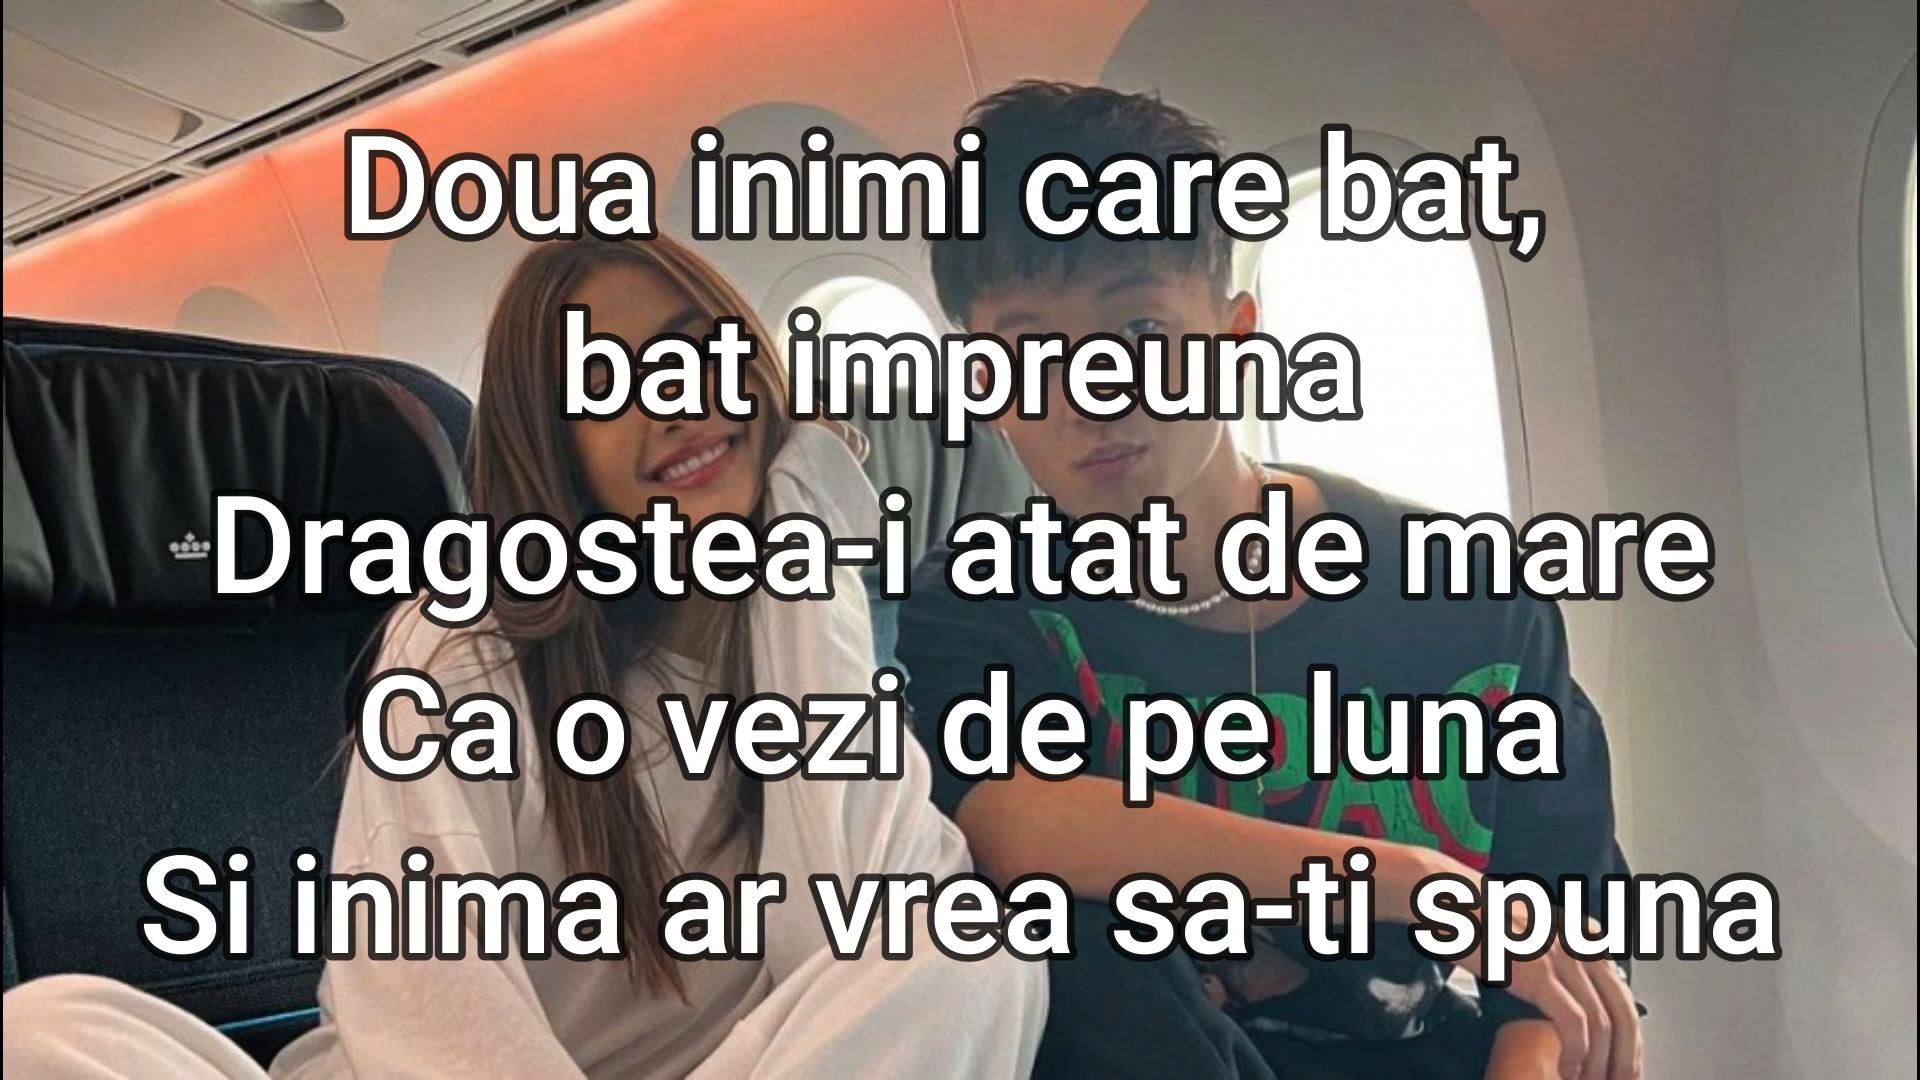 Doua inimi care bat,
bat impreuna
Dragostea-i atat de mare
Ca o vezi de pe luna
Si inima ar vrea sa-ti spuna